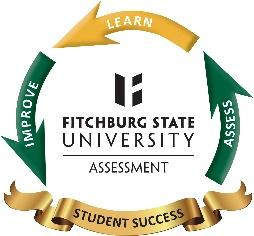 LEARN
IMPROVE
ASSESS
FITCHBURG STATE
UNIVERSITY
ASSESSMENT
STUDENT SUCCESS